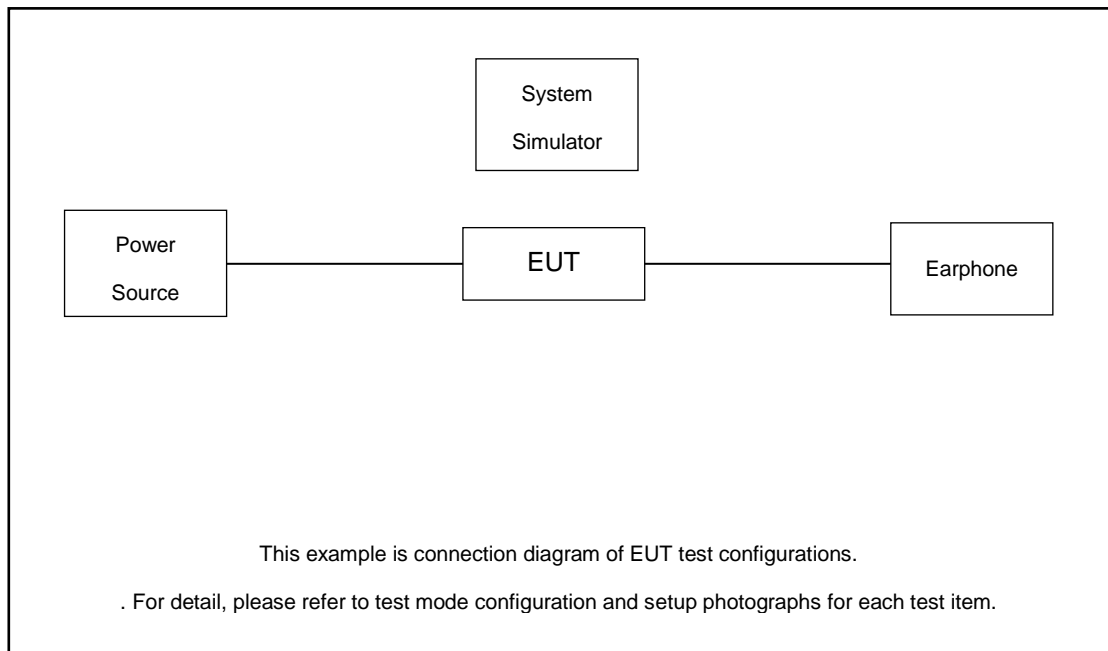 System
Simulator
Power
Source
EUT
Earphone
This example is connection diagram of EUT test configurations.
. For detail, please refer to test mode configuration and setup photographs for each test item.